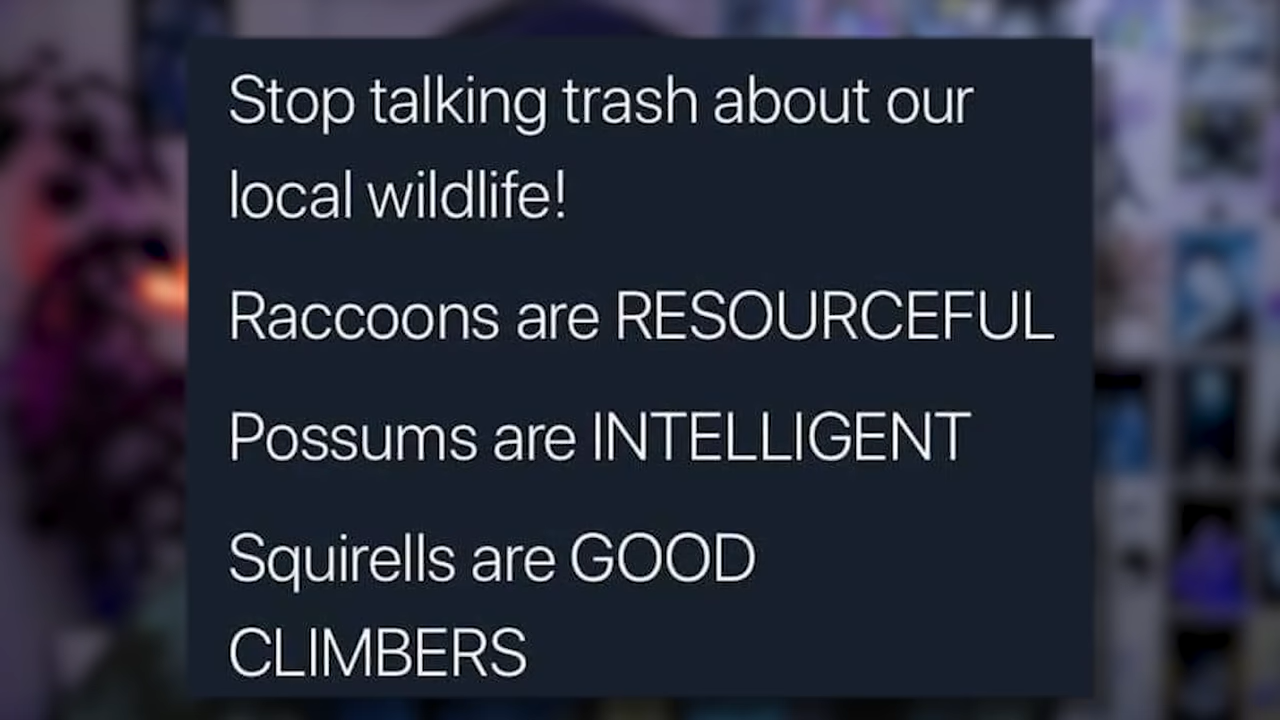 Stop talking trash about our
local wildlife!
Raccoons are RESOURCEFUL
Possums are INTELLIGENT
Squirells are GOOD
CLIMBERS